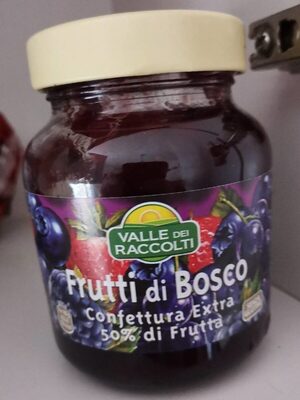 VALLE DEI
RACCOLTI
Frutti di Bosco
Confettura Extra
50% di Frutta